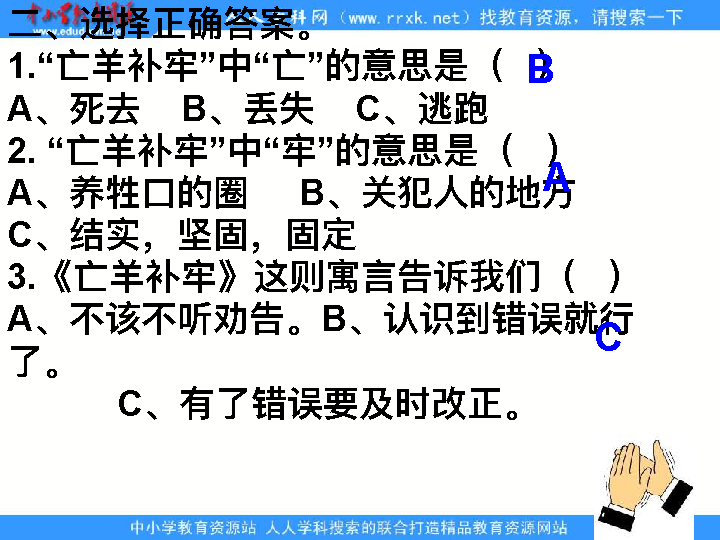 人人学科网（www.rrxk.net）找教育资源，请搜索一下
二、选择正确答案。
1.“亡羊补牢”中“亡”的意思是（ B ）
A、死去 B、丢失 C、逃跑
2. “亡羊补牢”中“牢”的意思是（ ）
A
A、养牲口的圈 B、关犯人的地方
C、结实，坚固，固定
3.《亡羊补牢》这则寓言告诉我们（ ）
A、不该不听劝告。B、认识到错误就行
C
了。
C、有了错误要及时改正。
中小学教育资源站 人人学科搜索的联合打造精品教育资源网站